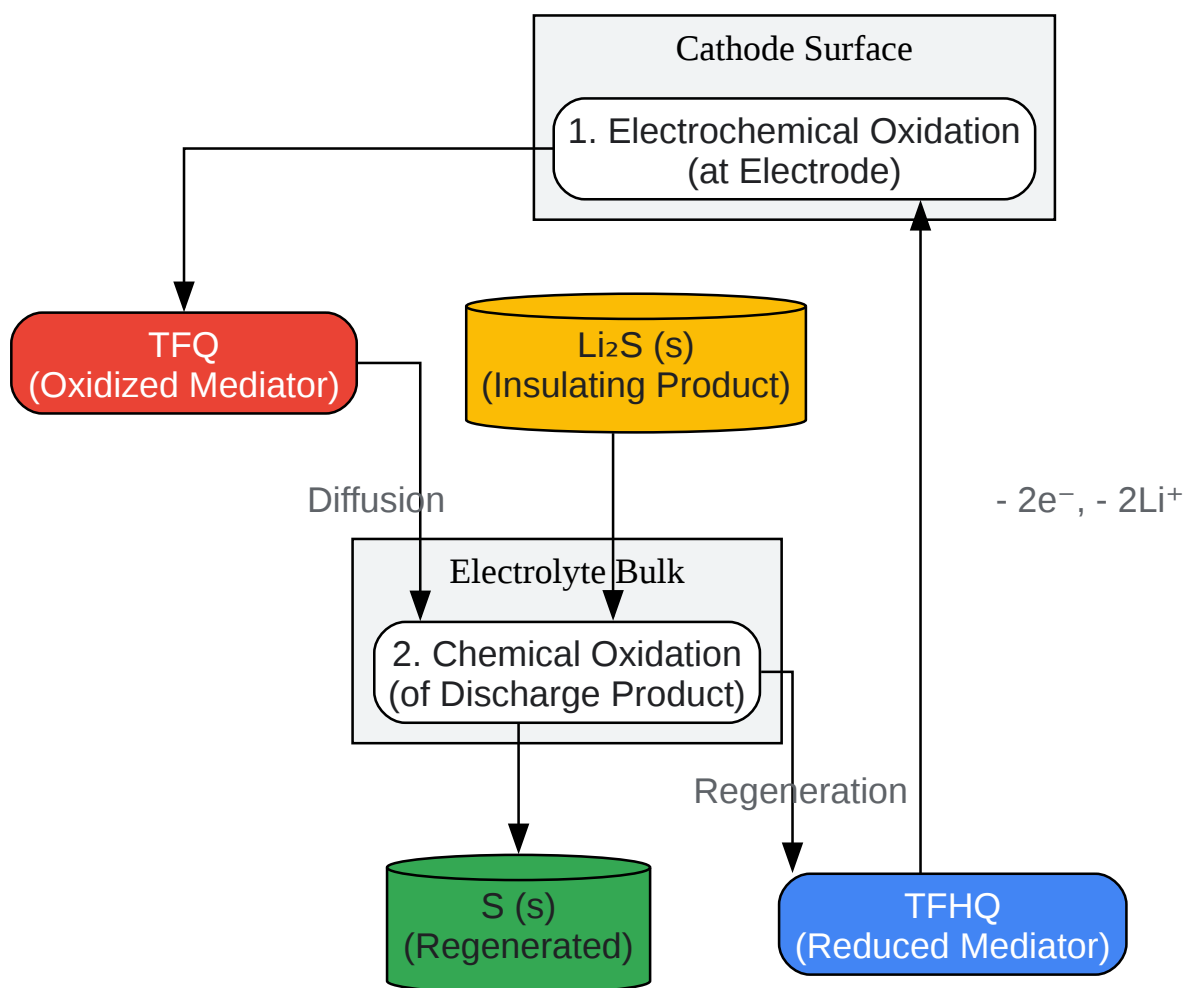 Cathode Surface
1. Electrochemical Oxidation
(at Electrode)
TFQ
(Oxidized Mediator)
Li₂S (s)
(Insulating Product)
Diffusion
- 2e⁻, - 2Li⁺
Electrolyte Bulk
2. Chemical Oxidation
(of Discharge Product)
Regeneration
S (s)
(Regenerated)
TFHQ
(Reduced Mediator)